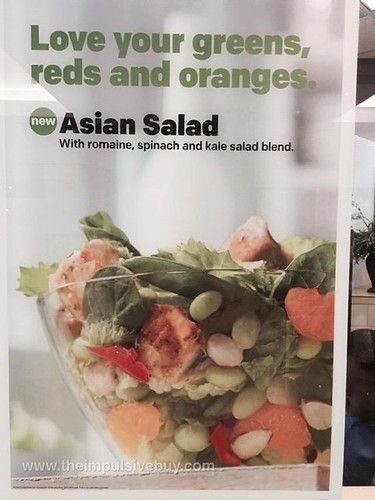 Love your greens,
reds and oranges.
new Asian Salad
With romaine, spinach and kale salad blend.
www.theimpulsivebuy.com